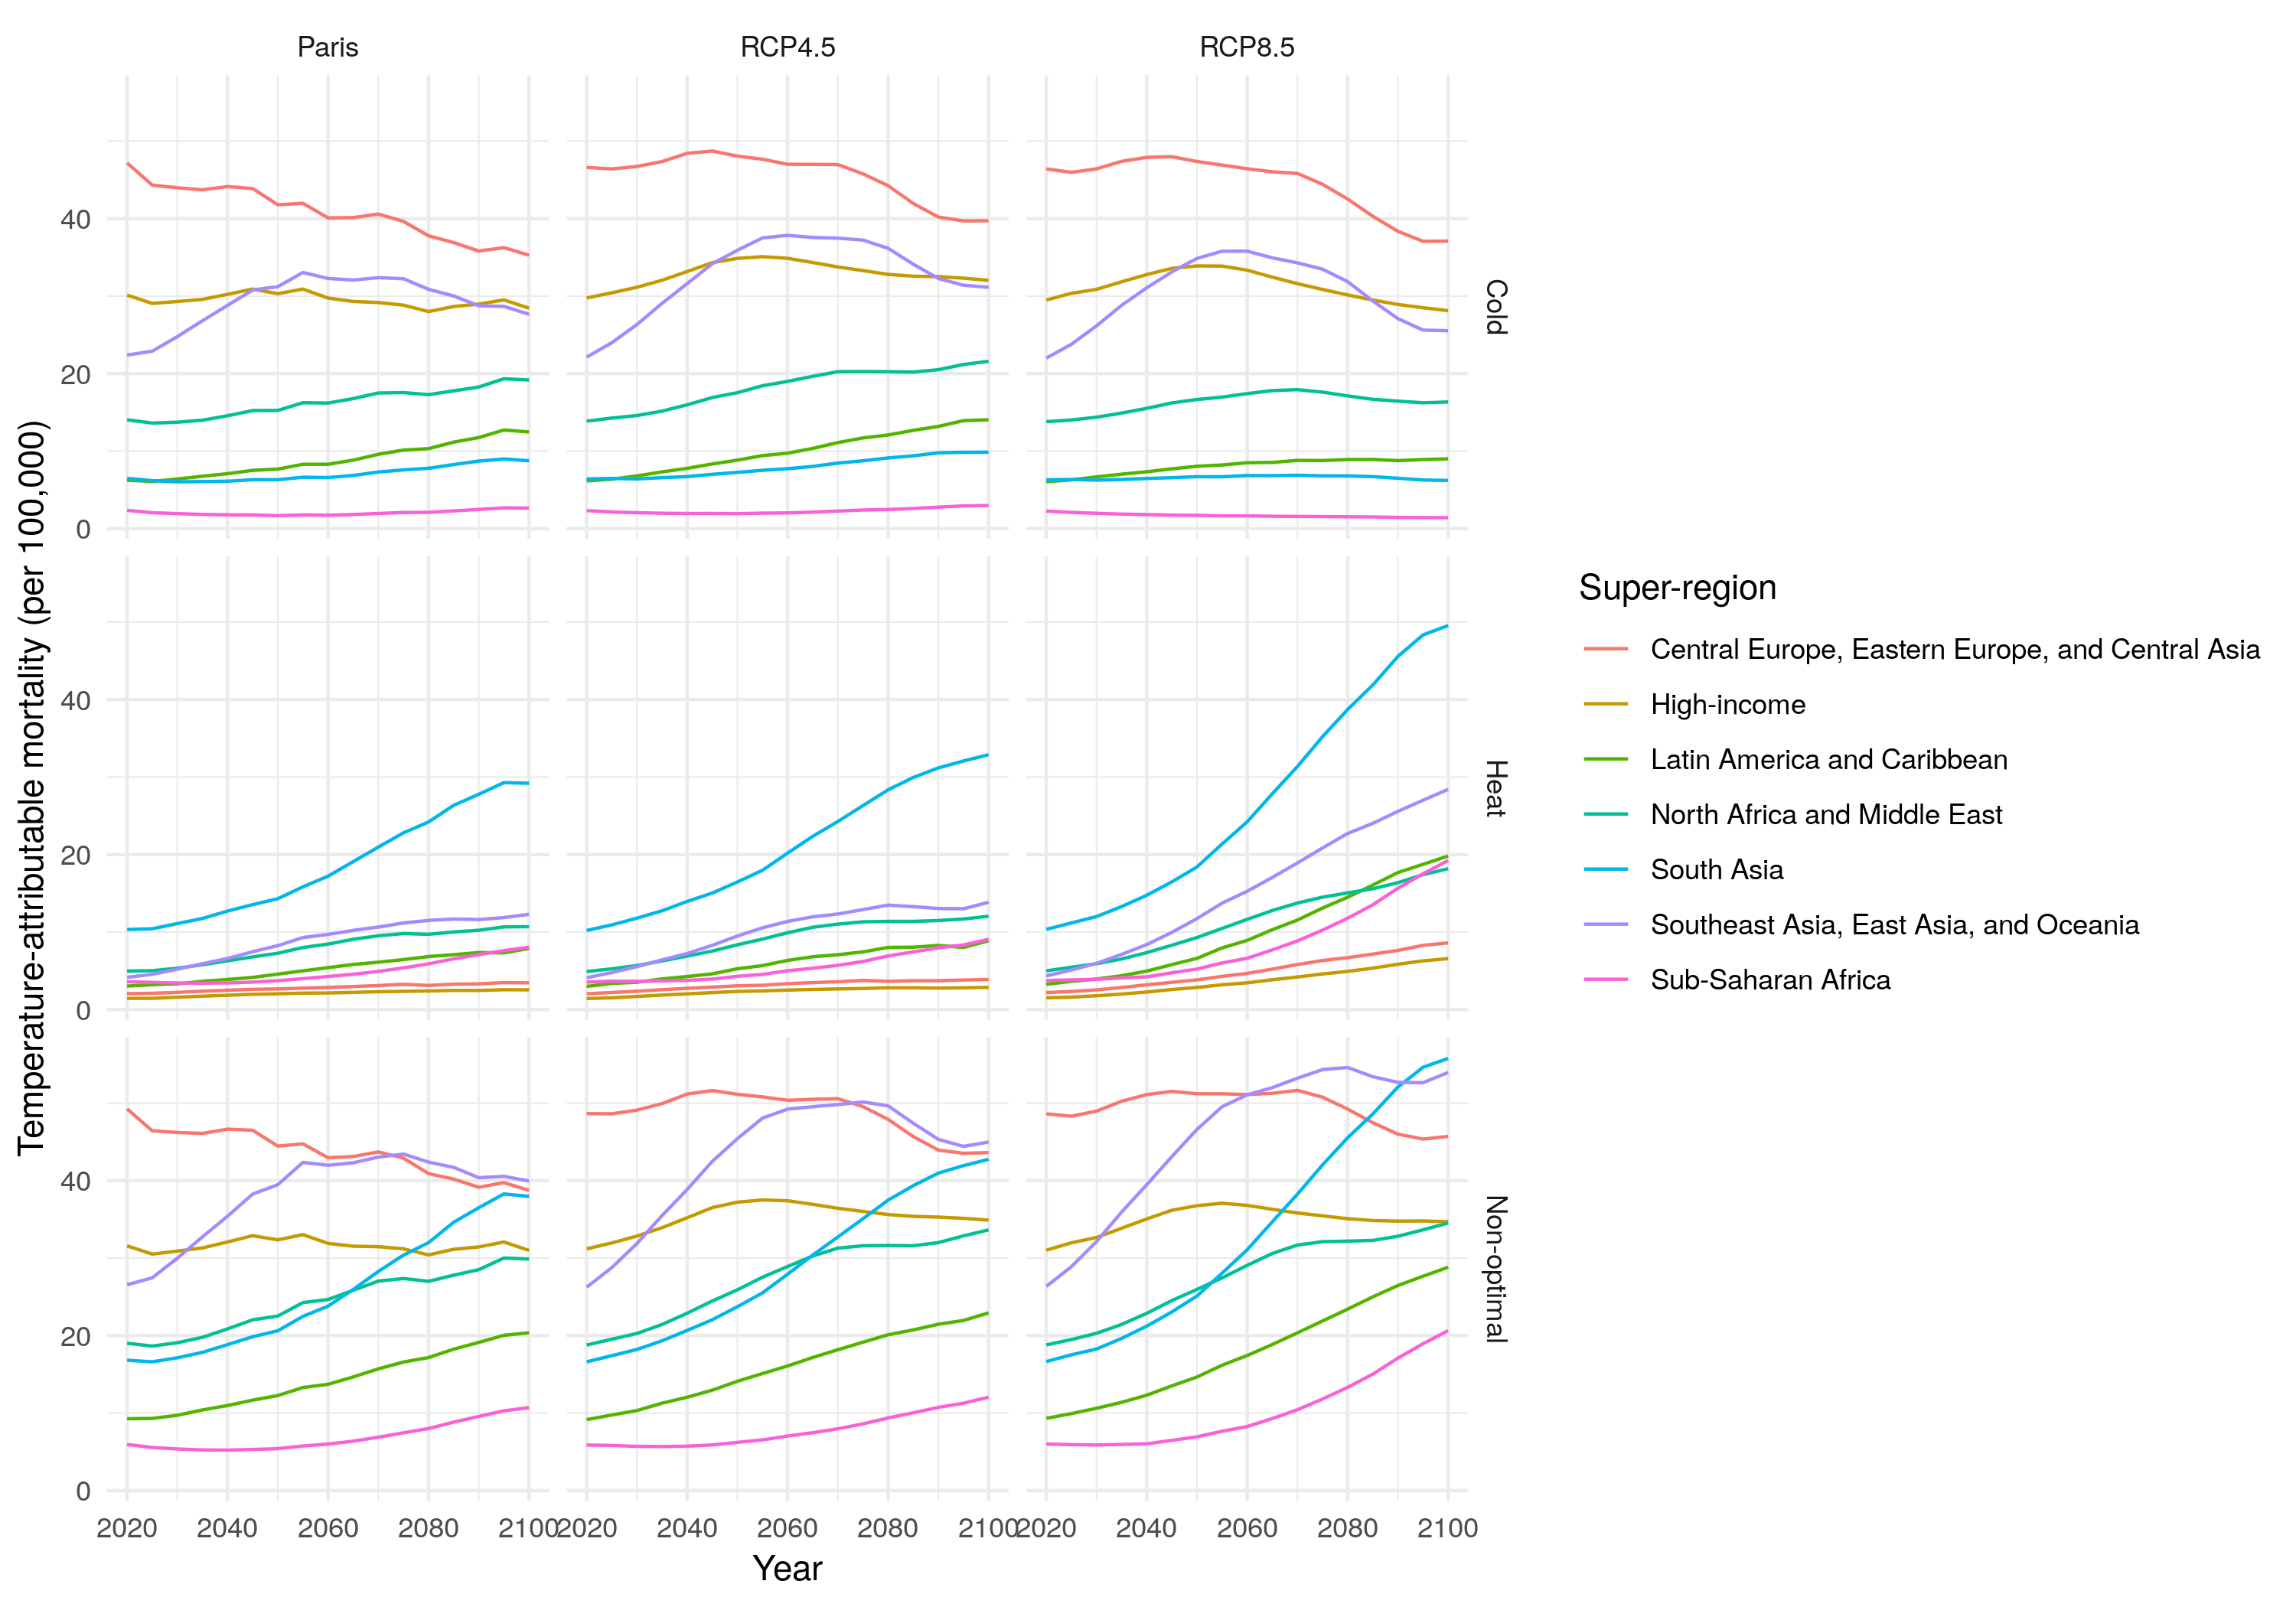 Paris
RCP4.5
RCP8.5
Temperature-attributable mortality (per 100,000)
40
20
0
Cold
40
20
0
Heat
40
20
0
Non-optimal
2020 2040 2060 2080 2100
2020 2040 2060 2080 2100
2020 2040 2060 2080 2100
Year
Super-region
Central Europe, Eastern Europe, and Central Asia
High-income
Latin America and Caribbean
North Africa and Middle East
South Asia
Southeast Asia, East Asia, and Oceania
Sub-Saharan Africa